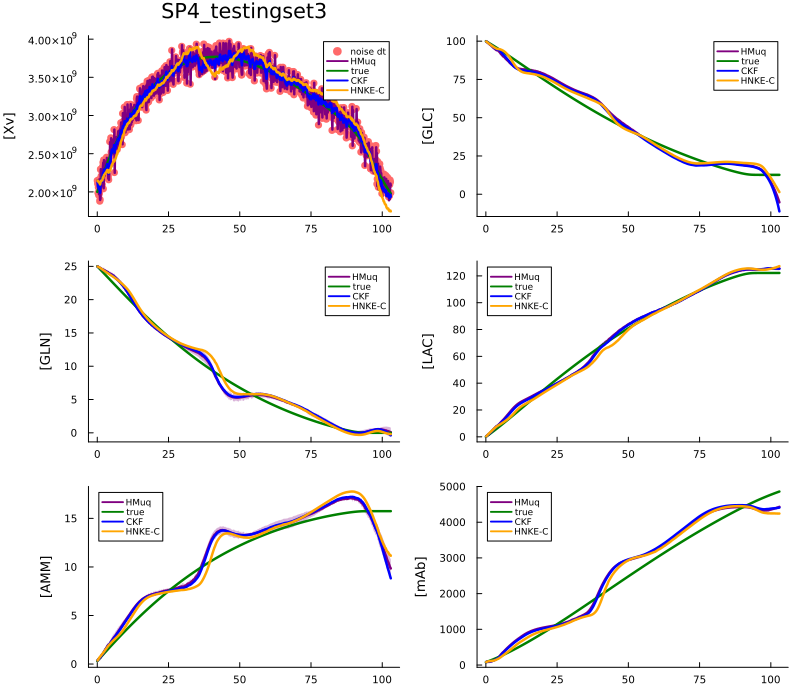 SP4_testingset3
[Xv]
4.00×10⁹
3.50×10⁹
3.00×10⁹
2.50×10⁹
2.00×10⁹
0 25 50 75 100
noise dt
HMuq
true
CKF
HNKE-C
[GLC]
100
75
50
25
0
0 25 50 75 100
HMuq
true
CKF
HNKE-C
[GLN]
25
20
15
10
5
0
0 25 50 75 100
HMuq
true
CKF
HNKE-C
[LAC]
120
100
80
60
40
20
0
0 25 50 75 100
HMuq
true
CKF
HNKE-C
[AMM]
15
10
5
0
0 25 50 75 100
HMuq
true
CKF
HNKE-C
[mAb]
5000
4000
3000
2000
1000
0
0 25 50 75 100
HMuq
true
CKF
HNKE-C